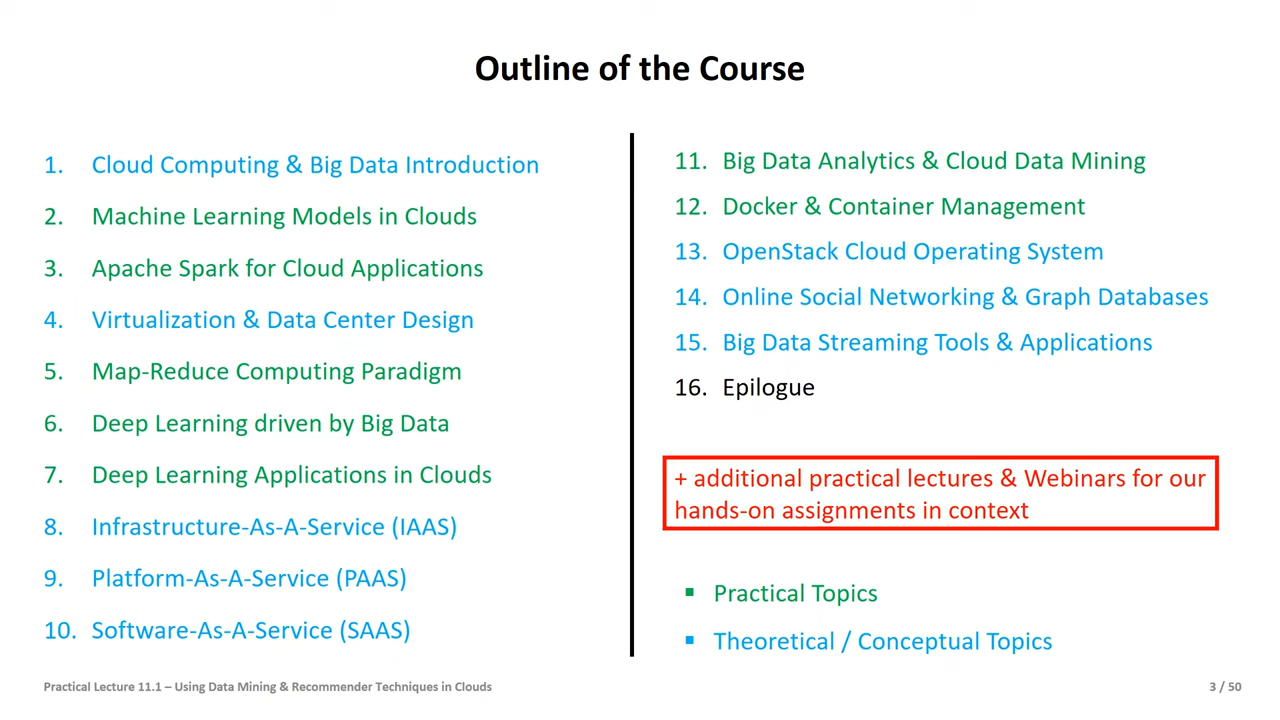 Outline of the Course
1. Cloud Computing & Big Data Introduction
2. Machine Learning Models in Clouds
3. Apache Spark for Cloud Applications
4. Virtualization & Data Center Design
5. Map-Reduce Computing Paradigm
6. Deep Learning driven by Big Data
7. Deep Learning Applications in Clouds
8. Infrastructure-As-A-Service (IAAS)
9. Platform-As-A-Service (PAAS)
10. Software-As-A-Service (SAAS)
11. Big Data Analytics & Cloud Data Mining
12. Docker & Container Management
13. OpenStack Cloud Operating System
14. Online Social Networking & Graph Databases
15. Big Data Streaming Tools & Applications
16. Epilogue
+ additional practical lectures & Webinars for our
hands-on assignments in context
▪ Practical Topics
▪ Theoretical / Conceptual Topics
Practical Lecture 11.1 – Using Data Mining & Recommender Techniques in Clouds
3 / 50